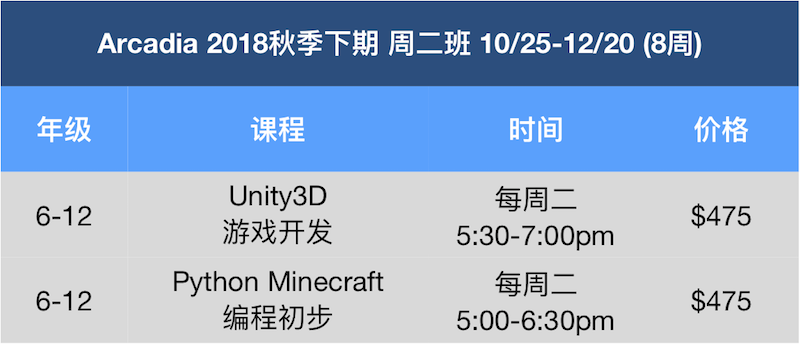 Arcadia 2018秋季下期 周二班 10/25-12/20 (8周)
年级 课程 时间 价格
6-12 Unity3D 游戏开发 每周二 5:30-7:00pm $475
6-12 Python Minecraft 编程初步 每周二 5:00-6:30pm $475